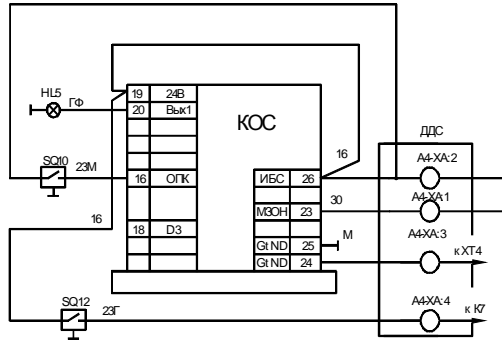 HL5
ГФ
19 24В
20 Вых1
КОС
ДДС
SQ10
23М
16 ОПК
16
ИБС 26
А4-ХА:2
16
МЗОН 23
30
А4-ХА:1
18 D3
Gt ND 25
М
А4-ХА:3
Gt ND 24
к ХТ4
SQ12
23Г
А4-ХА:4
к К7